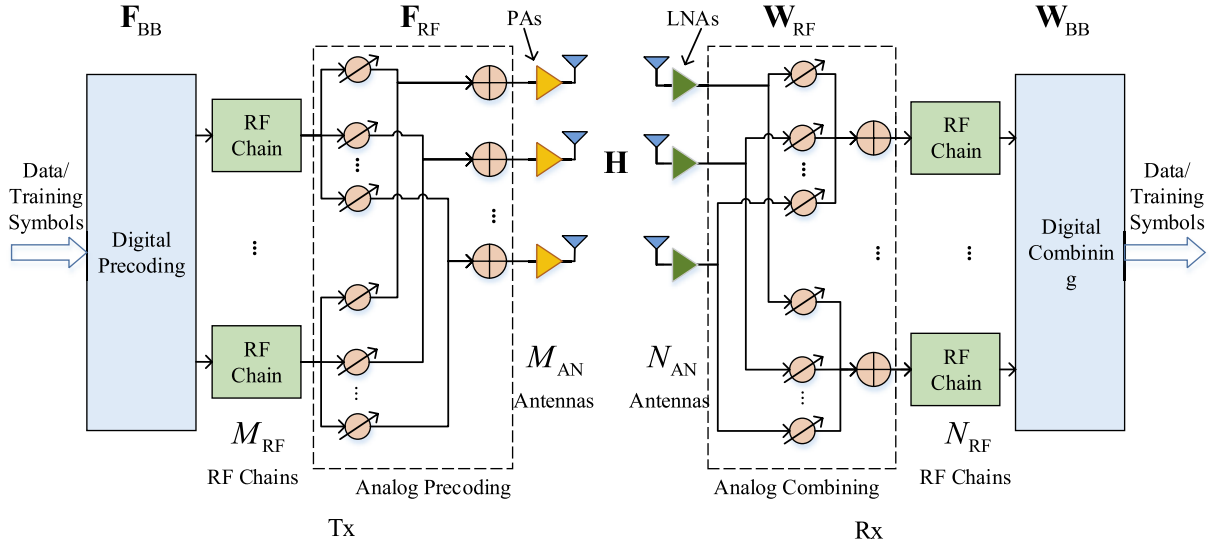 F_BB
F_RF
PAs
LNAs
W_RF
W_BB
Data/
Training
Symbols
Digital
Precoding
RF
Chain
...
RF
Chain
M_RF
RF Chains
...
...
Analog Precoding
...
M_AN
Antennas
Tx
H
N_AN
Antennas
...
...
Analog Combining
...
RF
Chain
...
RF
Chain
N_RF
RF Chains
Digital
Combinin
g
Data/
Training
Symbols
Rx